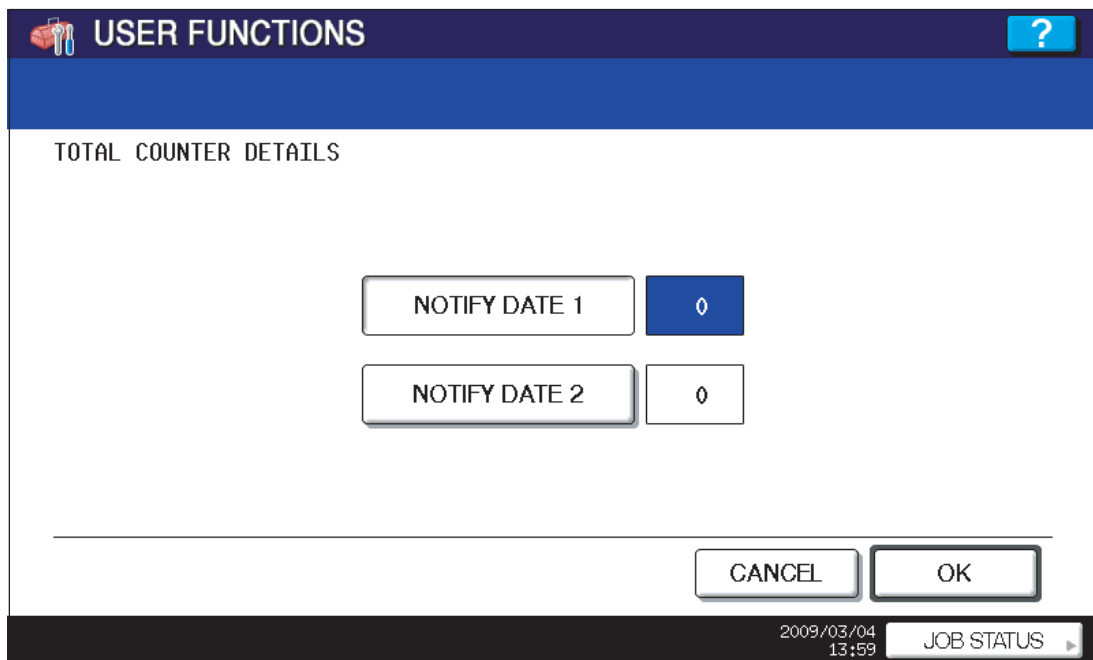 USER FUNCTIONS
?
TOTAL COUNTER DETAILS
NOTIFY DATE 1
0
NOTIFY DATE 2
0
CANCEL
OK
2009/03/04
13:59
JOB STATUS